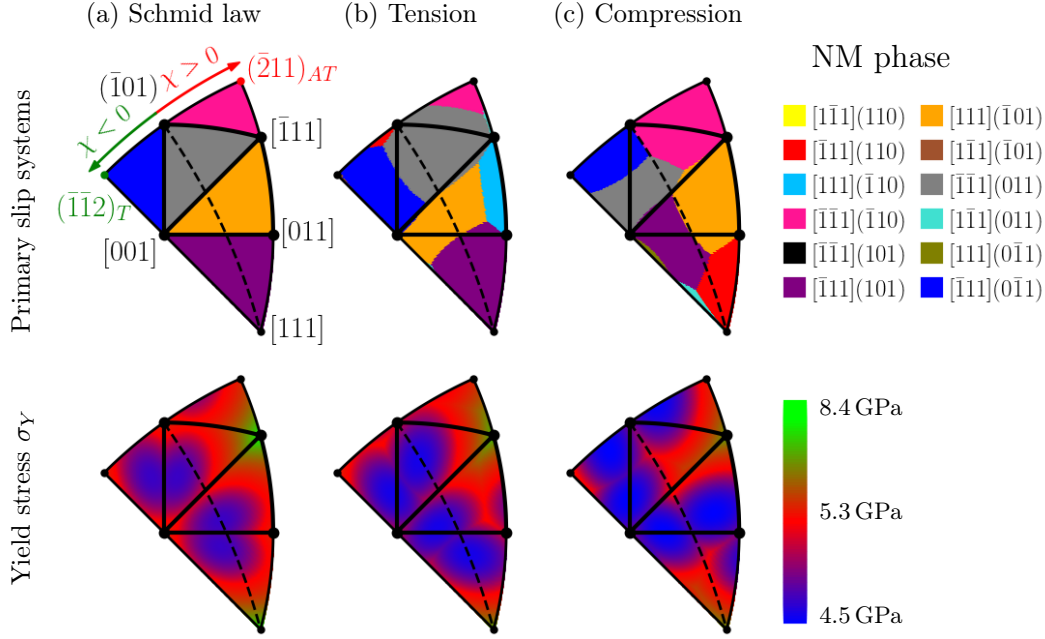 (a) Schmid law
(b) Tension
(c) Compression
Primary slip systems
(1̄01)
χ > 0
(2̄11)_{AT}
χ < 0
(1̄1̄2)_T
[1̄11]
[001]
[011]
[111]
NM phase
[11̄1](110)
[111](1̄01)
[1̄11](110)
[11̄1](1̄01)
[111](1̄10)
[1̄1̄1](011)
[1̄1̄1](1̄10)
[11̄1](011)
[1̄1̄1](101)
[111](01̄1)
[1̄11](101)
[1̄11](01̄1)
Yield stress σ_Y
8.4 GPa
5.3 GPa
4.5 GPa